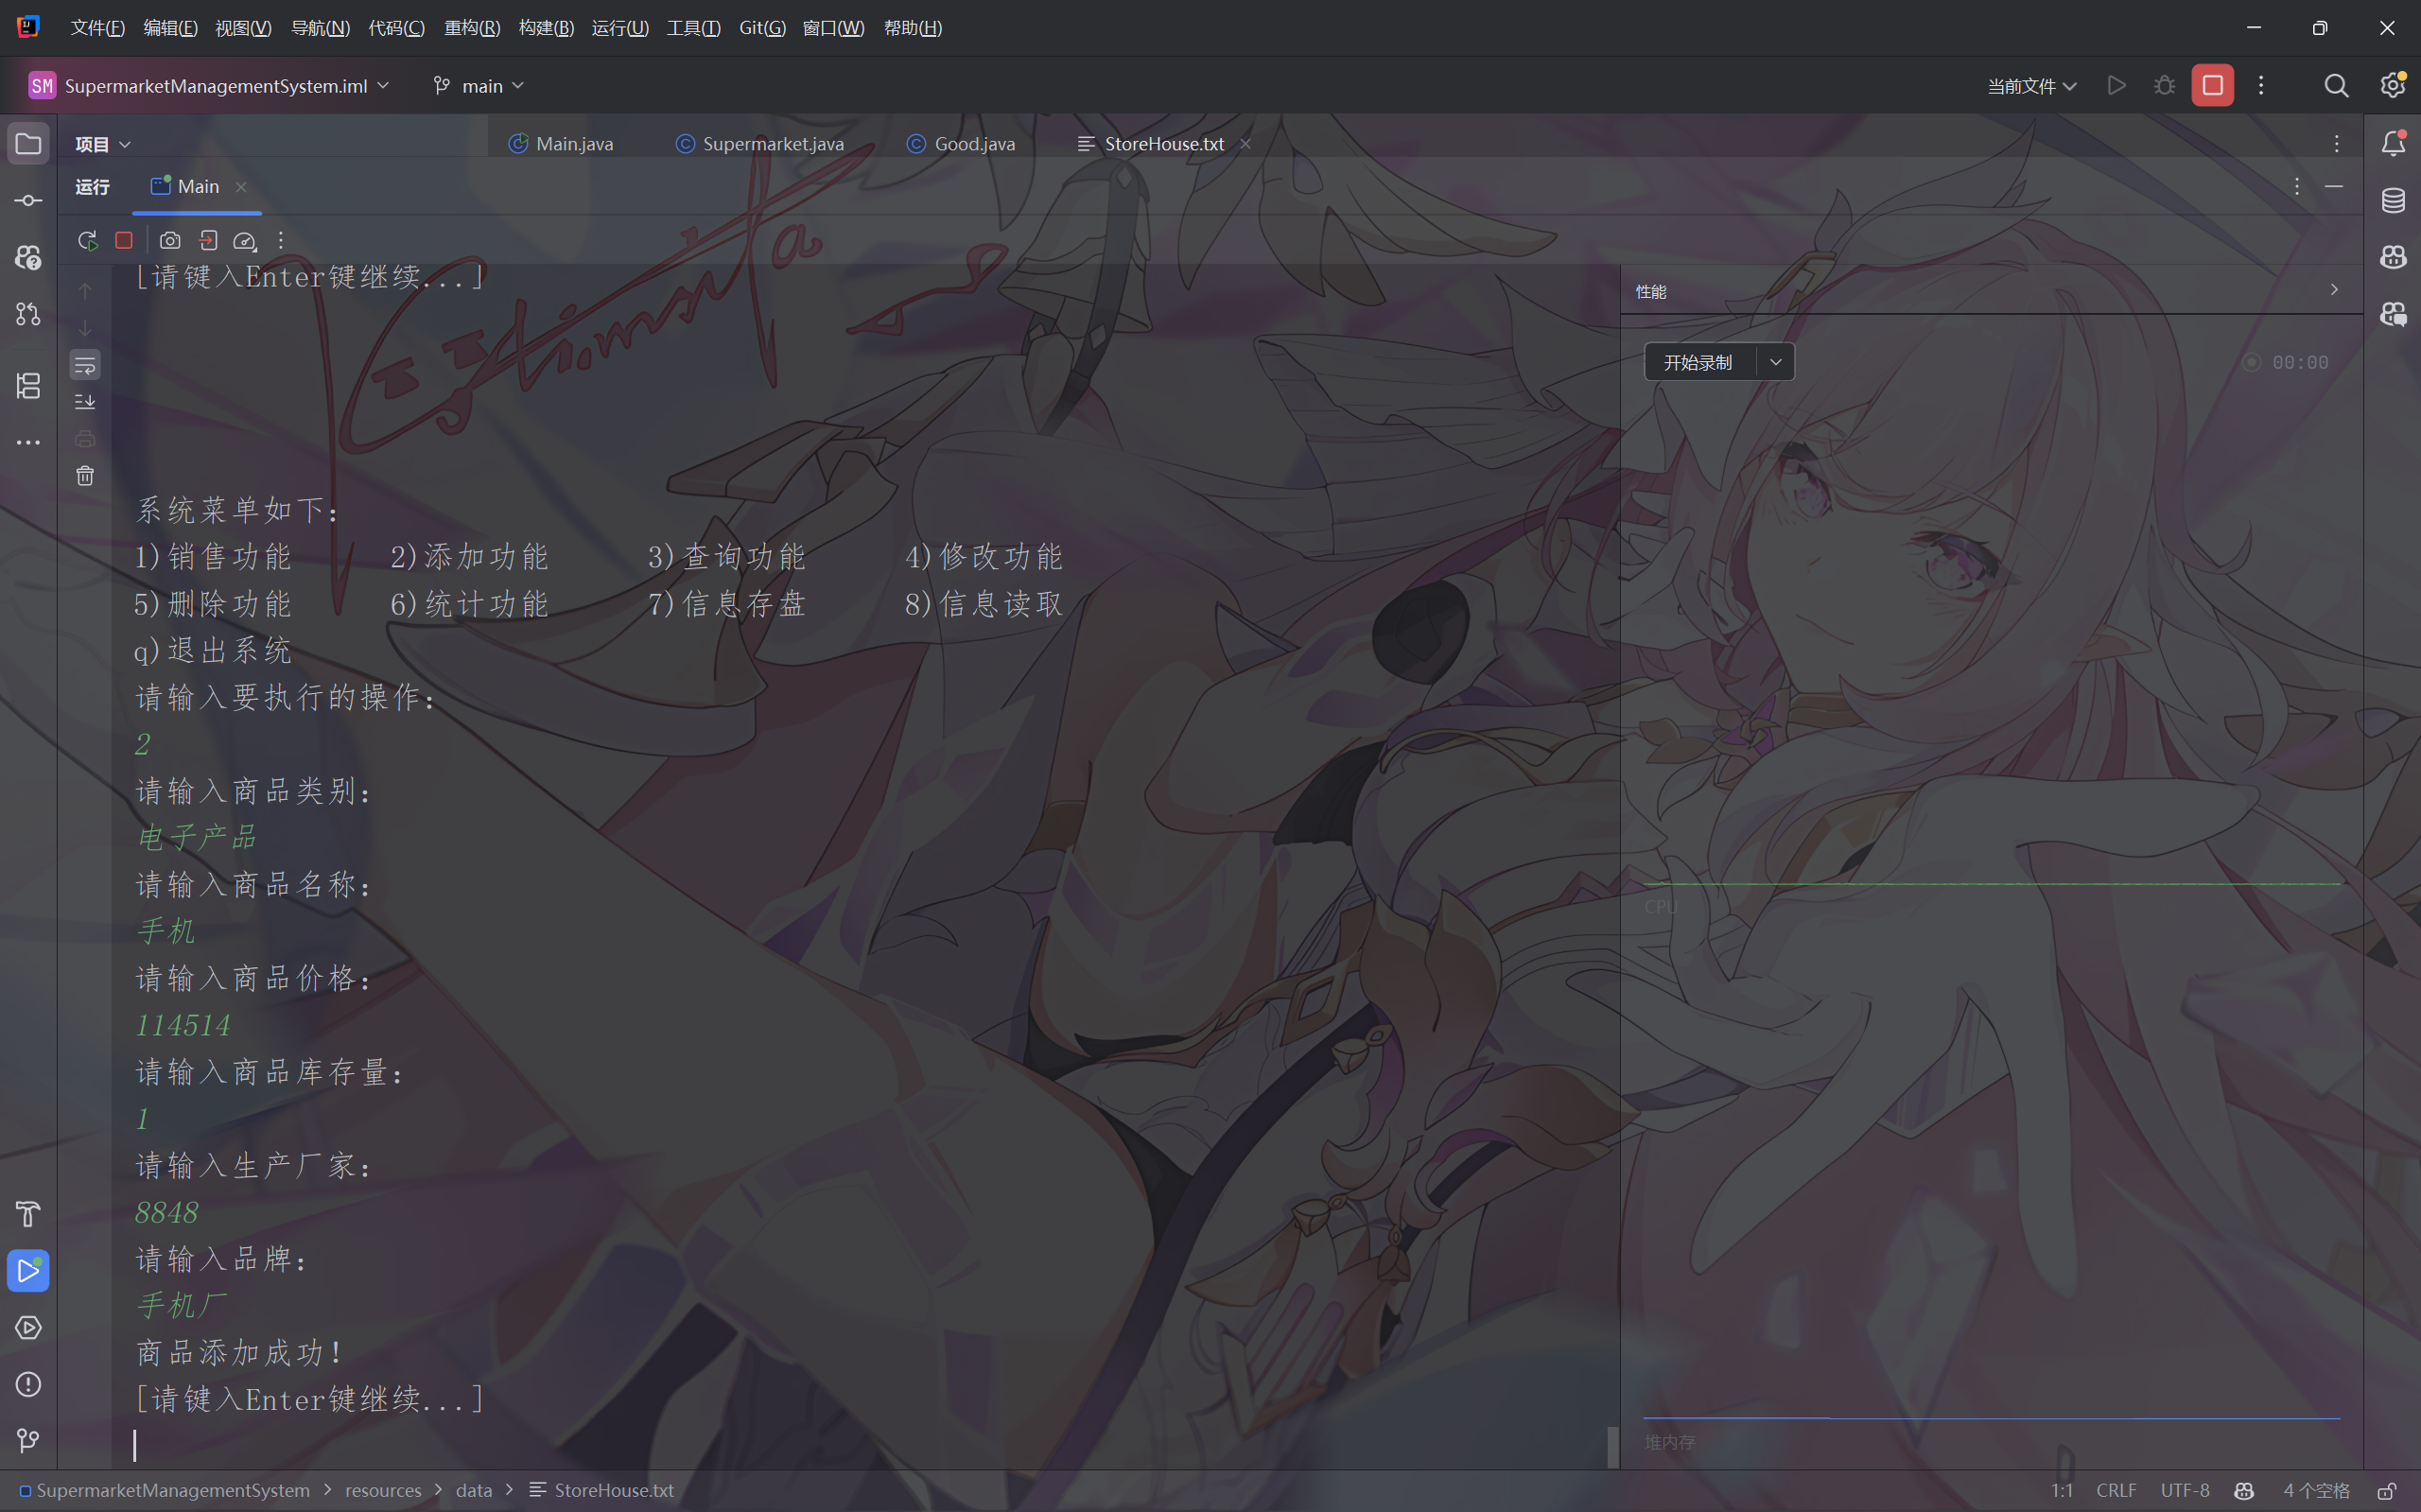 文件(F) 编辑(E) 视图(V) 导航(N) 代码(C) 重构(R) 构建(B) 运行(U) 工具(T) Git(G) 窗口(W) 帮助(H)
SM SupermarketManagementSystem.iml main 当前文件
项目 Main.java Supermarket.java Good.java StoreHouse.txt
运行 Main
[请键入Enter键继续...]
性能
开始录制 00:00
系统菜单如下:
1)销售功能 2)添加功能 3)查询功能 4)修改功能
5)删除功能 6)统计功能 7)信息存盘 8)信息读取
q)退出系统
请输入要执行的操作:
2
请输入商品类别:
电子产品
请输入商品名称:
手机
CPU
请输入商品价格:
114514
请输入商品库存量:
1
请输入生产厂家:
8848
请输入品牌:
手机厂
商品添加成功!
[请键入Enter键继续...]
堆内存
SupermarketManagementSystem > resources > data > StoreHouse.txt 1:1 CRLF UTF-8 4 个空格